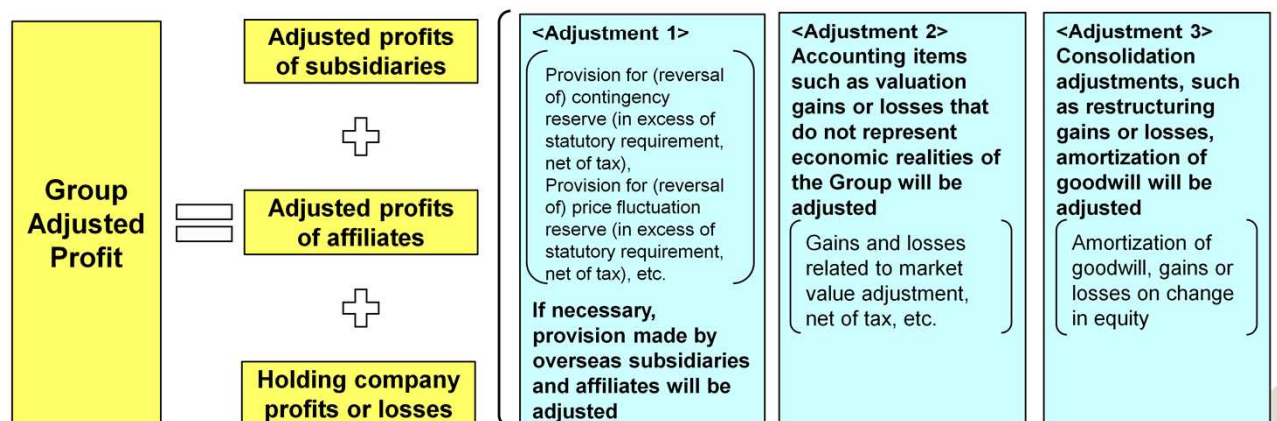 Group
Adjusted
Profit
Adjusted profits
of subsidiaries
Adjusted profits
of affiliates
Holding company
profits or losses
<Adjustment 1>
Provision for (reversal
of) contingency
reserve (in excess of
statutory requirement,
net of tax),
Provision for (reversal
of) price fluctuation
reserve (in excess of
statutory requirement,
net of tax), etc.
If necessary,
provision made by
overseas subsidiaries
and affiliates will be
adjusted
<Adjustment 2>
Accounting items
such as valuation
gains or losses that
do not represent
economic realities of
the Group will be
adjusted
Gains and losses
related to market
value adjustment,
net of tax, etc.
<Adjustment 3>
Consolidation
adjustments, such
as restructuring
gains or losses,
amortization of
goodwill will be
adjusted
Amortization of
goodwill, gains or
losses on change
in equity